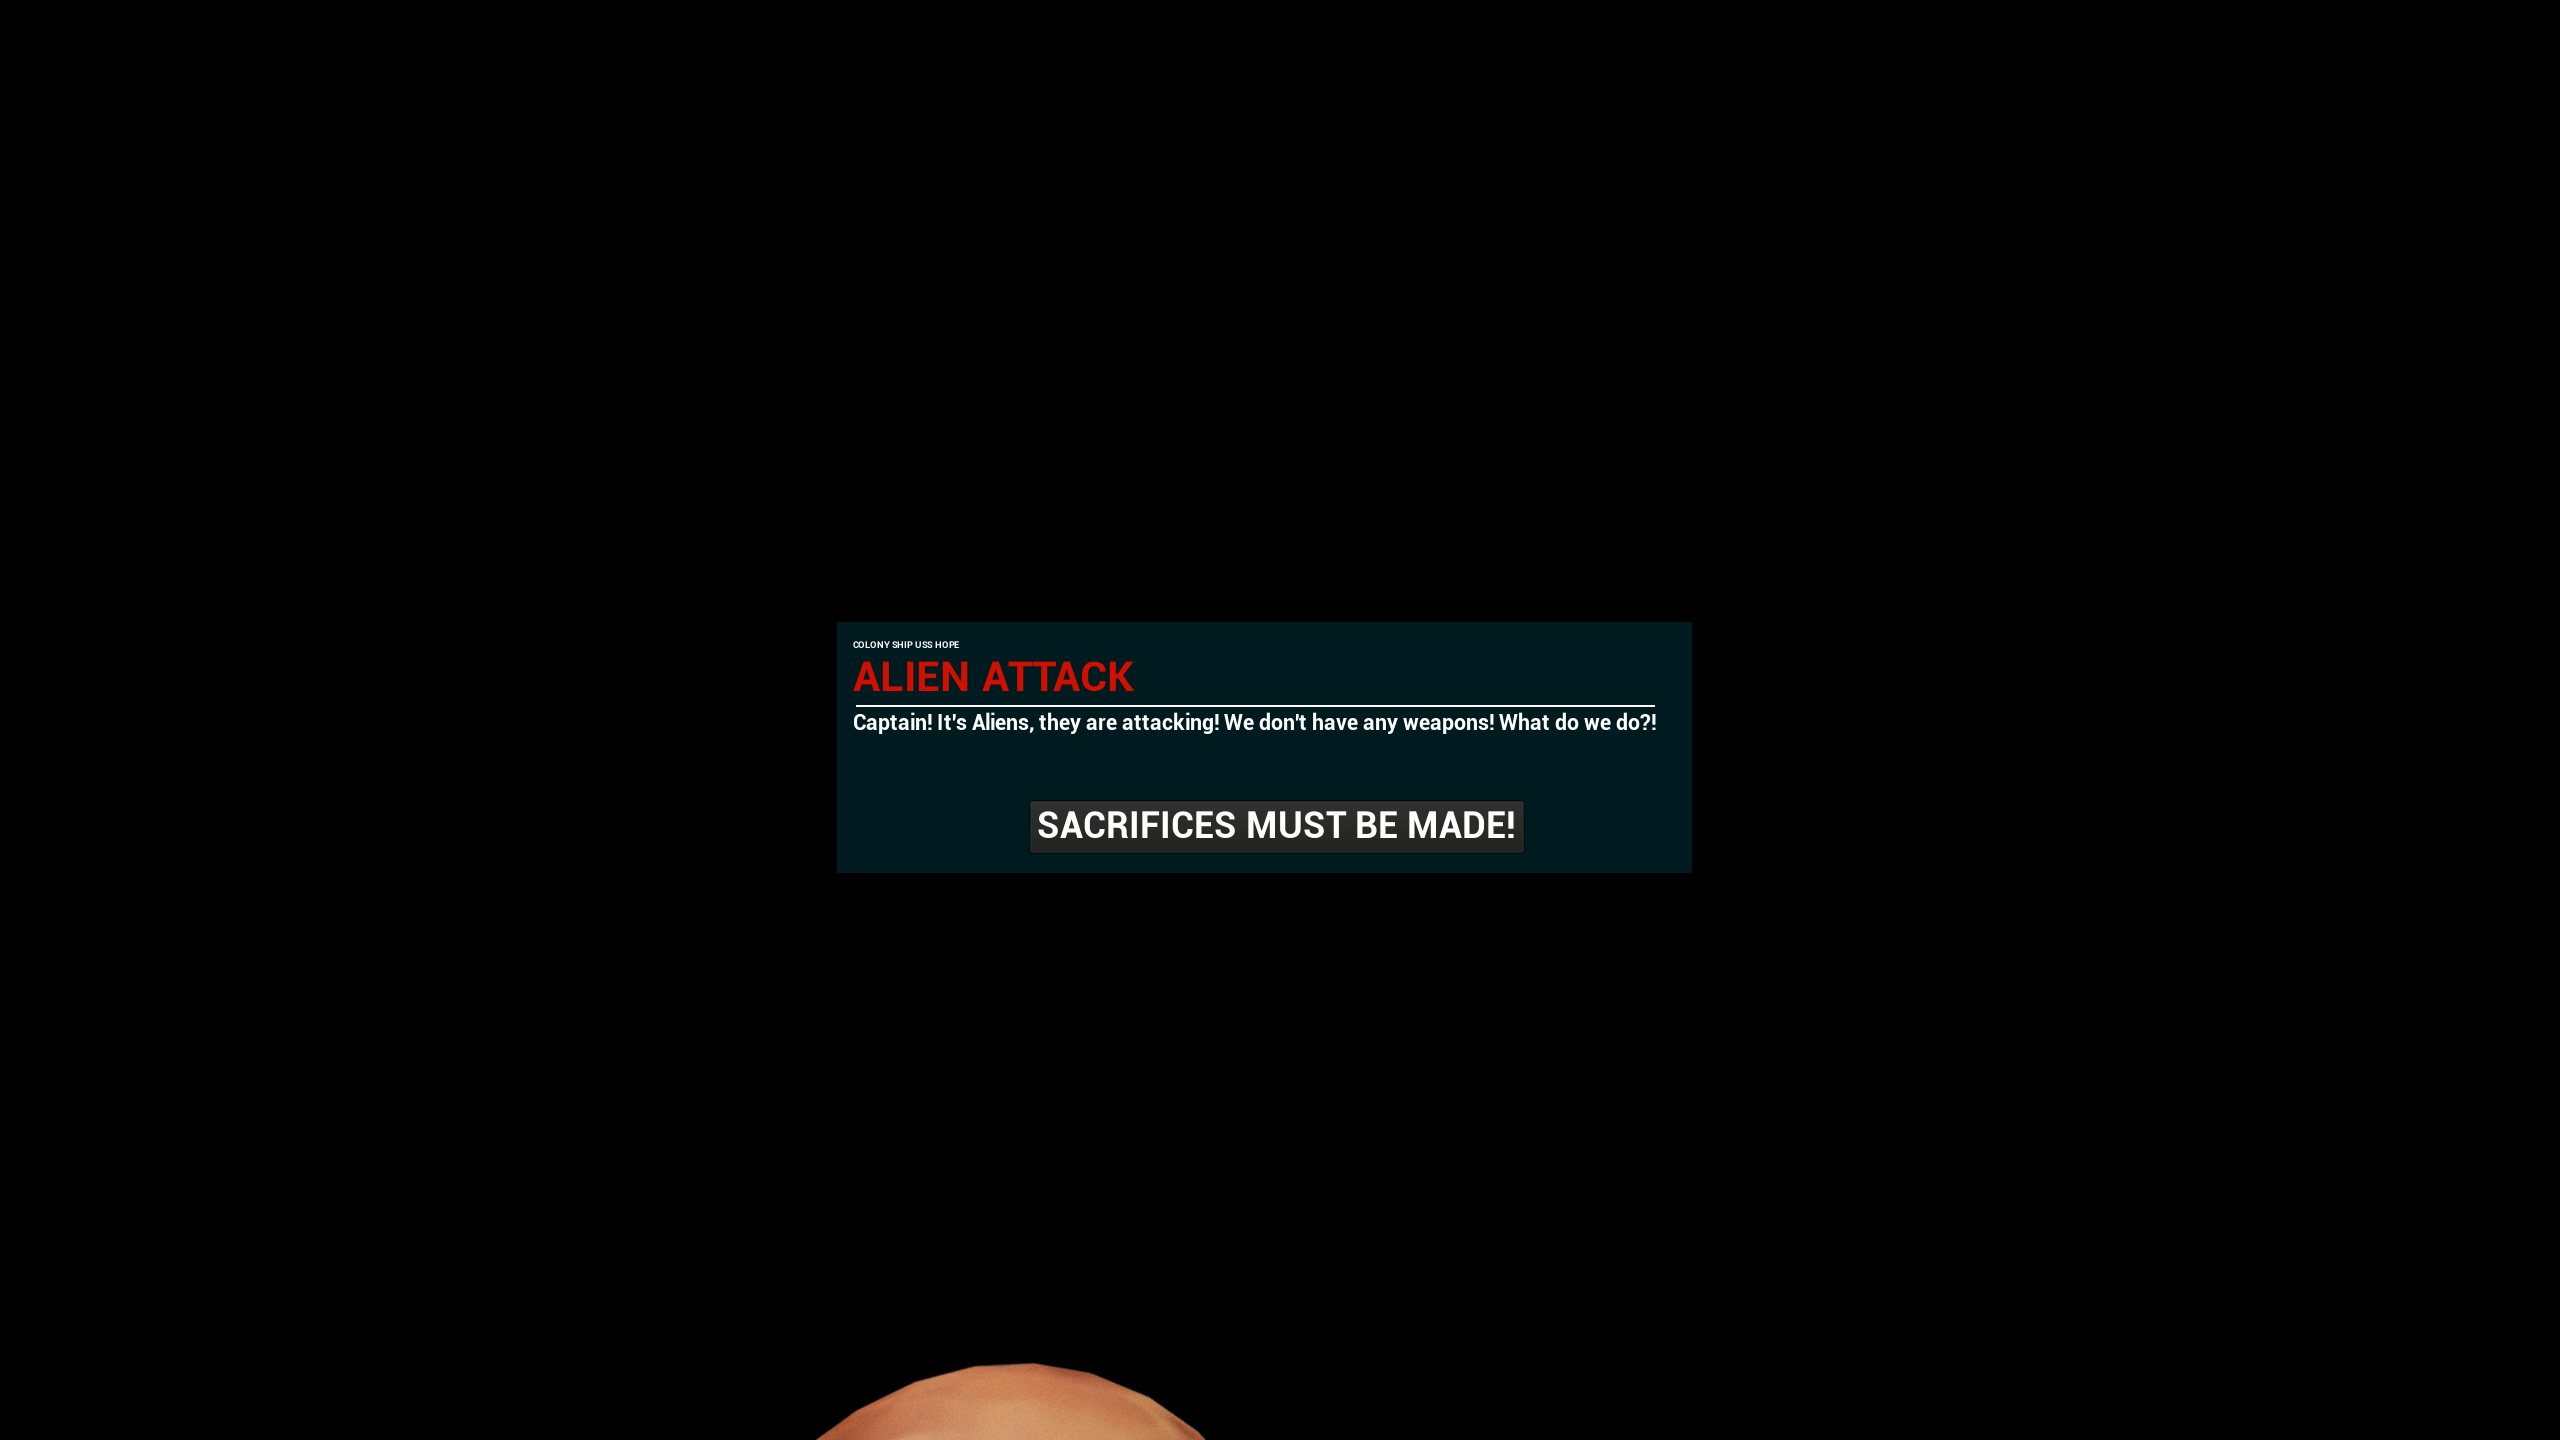 COLONY SHIP USS HOPE
ALIEN ATTACK
Captain! It's Aliens, they are attacking! We don't have any weapons! What do we do?!
SACRIFICES MUST BE MADE!